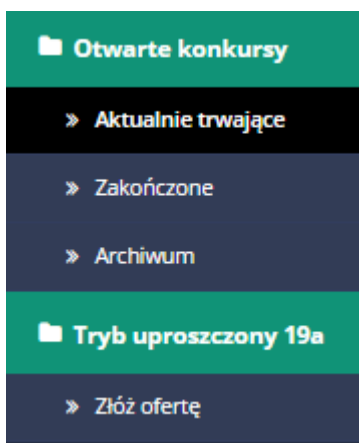 Otwarte konkursy
» Aktualnie trwające
» Zakończone
» Archiwum
Tryb uproszczony 19a
» Złóż ofertę